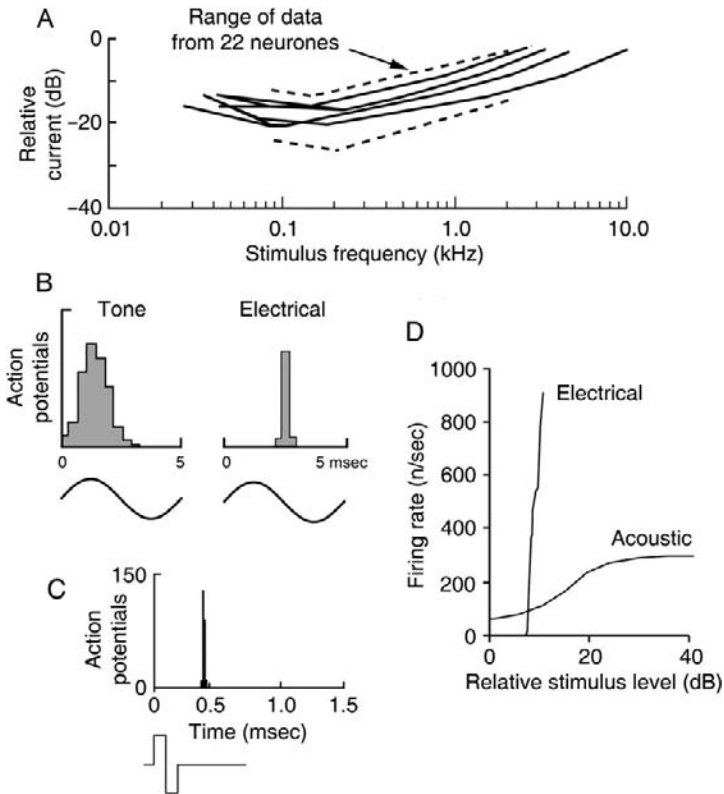 A
Range of data
from 22 neurones
0
−20
−40
Relative
current (dB)
0.01
0.1
1.0
10.0
Stimulus frequency (kHz)
B
Tone
Electrical
Action
potentials
0
5
0
5 msec
C
150
0
Action
potentials
0
0.5
1.0
1.5
Time (msec)
D
1000
800
600
400
200
0
Firing rate (n/sec)
Electrical
Acoustic
0
20
40
Relative stimulus level (dB)